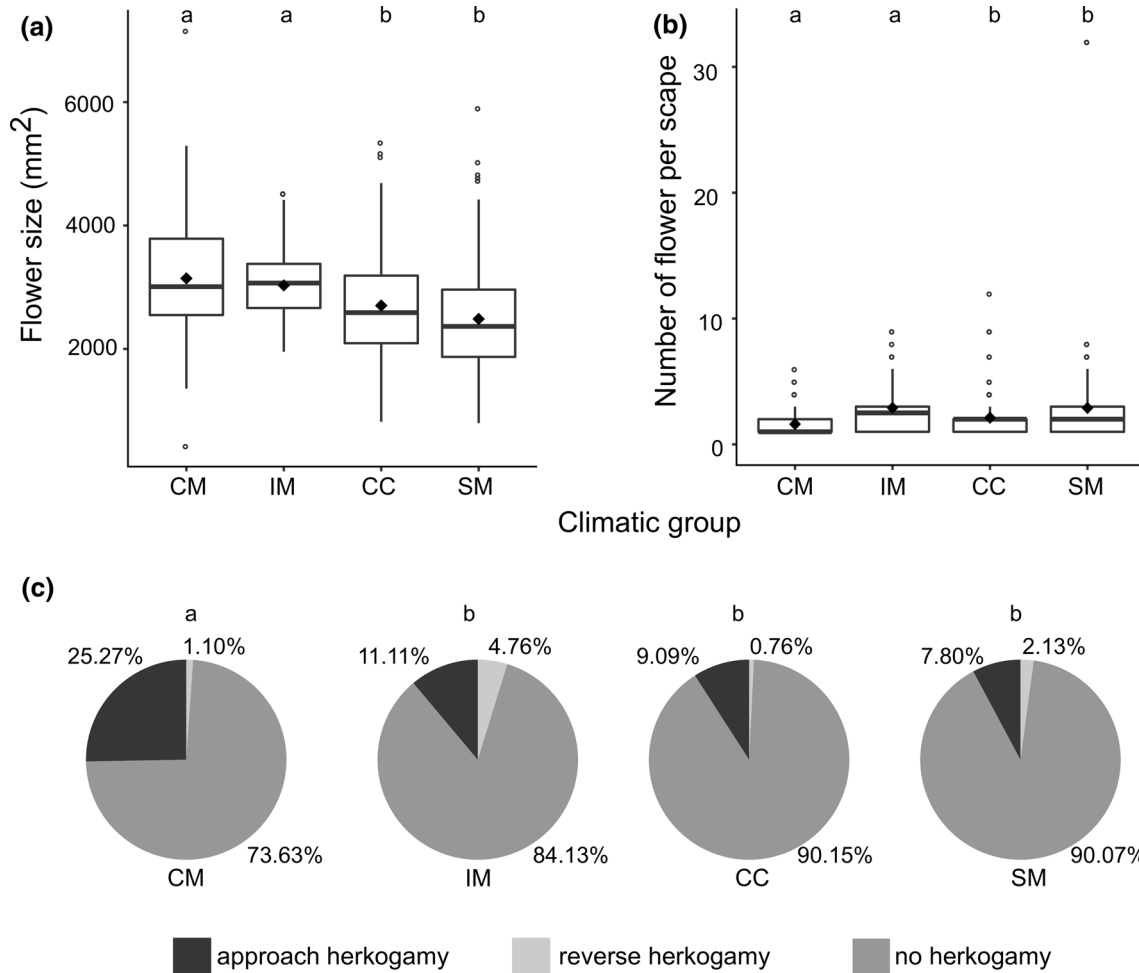 (a)
a a b b
Flower size (mm2)
6000
4000
2000
CM IM CC SM
(b)
a a b b
Number of flower per scape
30
20
10
0
CM IM CC SM
Climatic group
(c)
a
25.27% 1.10%
73.63%
CM
b
11.11% 4.76%
84.13%
IM
b
9.09% 0.76%
90.15%
CC
b
7.80% 2.13%
90.07%
SM
approach herkogamy reverse herkogamy no herkogamy